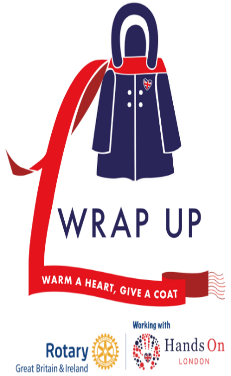 WRAP UP
WARM A HEART, GIVE A COAT
Working with
Rotary
Great Britain & Ireland
Hands On
LONDON